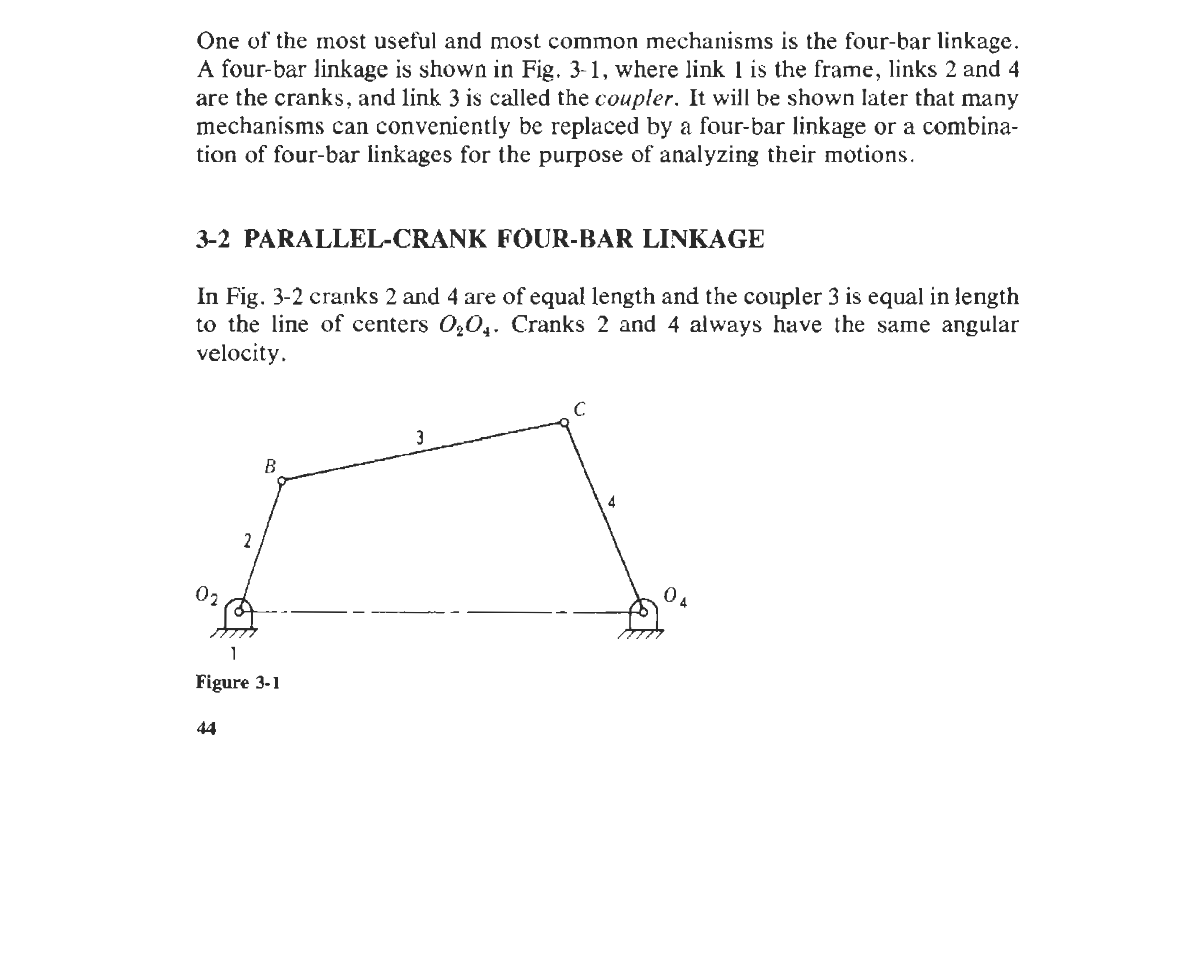 One of the most useful and most common mechanisms is the four-bar linkage.
A four-bar linkage is shown in Fig. 3-1, where link 1 is the frame, links 2 and 4
are the cranks, and link 3 is called the coupler. It will be shown later that many
mechanisms can conveniently be replaced by a four-bar linkage or a combina-
tion of four-bar linkages for the purpose of analyzing their motions.
3-2 PARALLEL-CRANK FOUR-BAR LINKAGE
In Fig. 3-2 cranks 2 and 4 are of equal length and the coupler 3 is equal in length
to the line of centers O₂O₄. Cranks 2 and 4 always have the same angular
velocity.
C
3
B
4
2
O₂
O₄
1
Figure 3-1
44